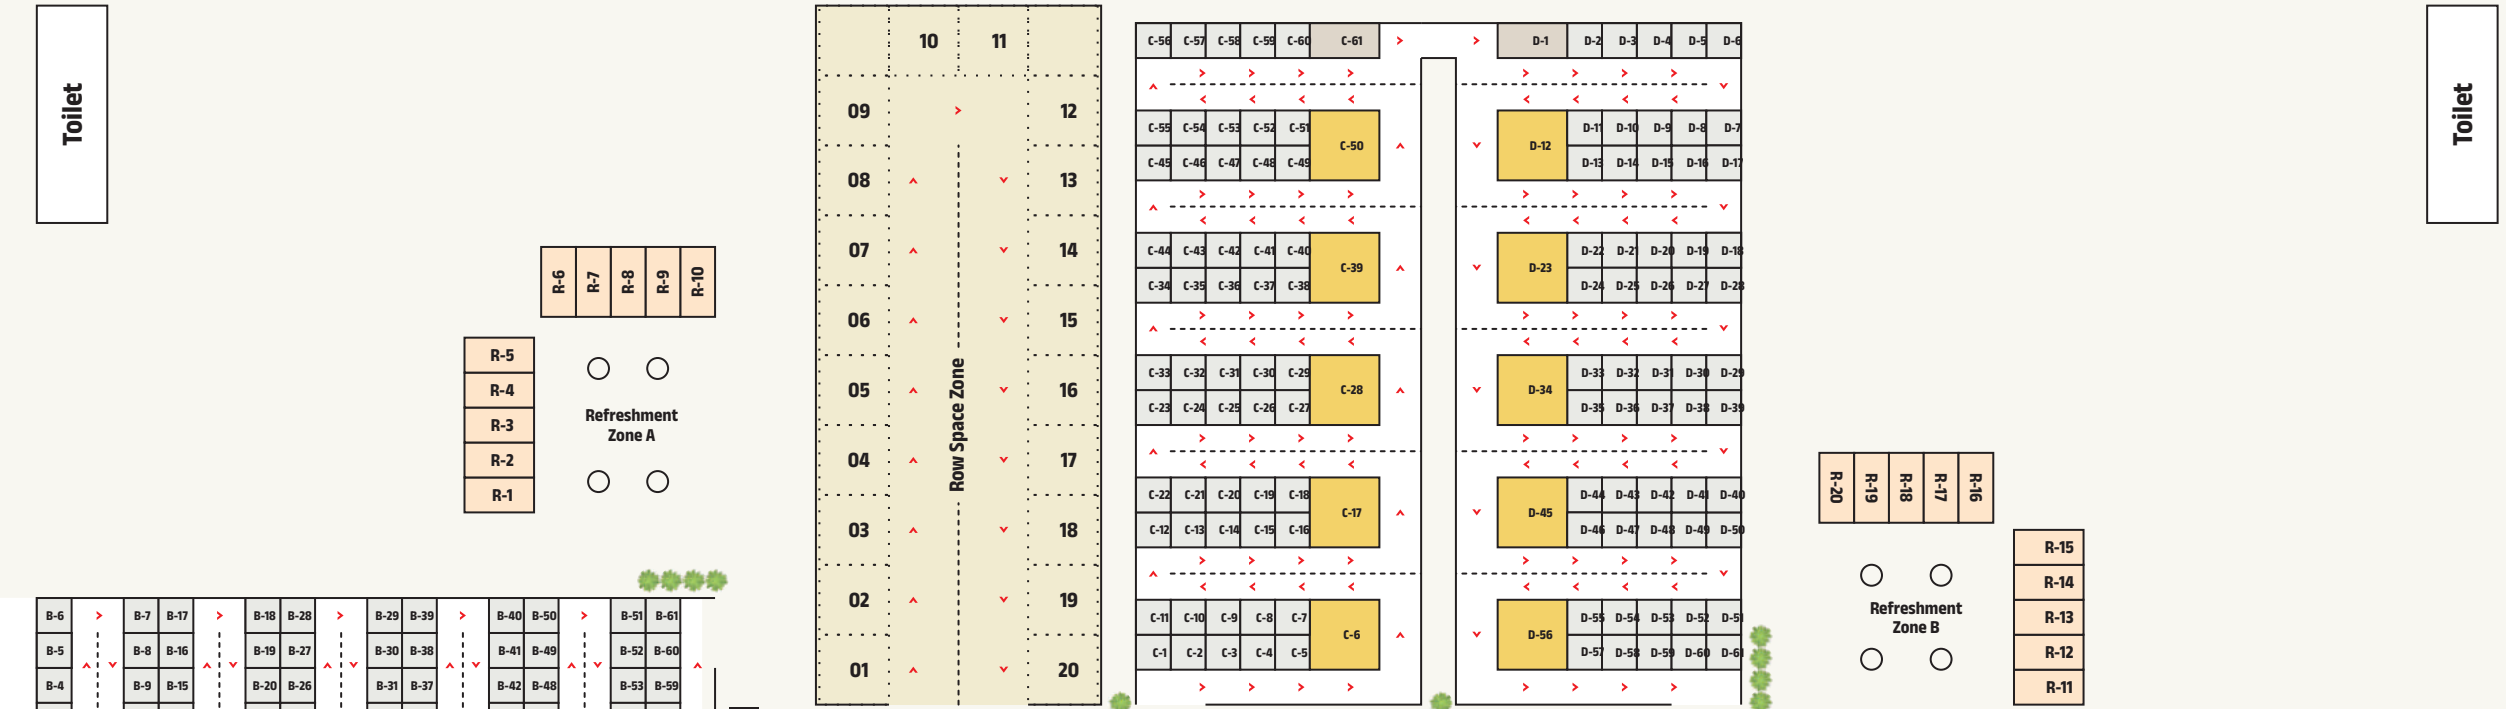 Toilet
10 11
C-56 C-57 C-58 C-59 C-60 C-61
D-1 D-2 D-3 D-4 D-5 D-6
Toilet
09 12
C-55 C-54 C-53 C-52 C-51 C-50
C-45 C-46 C-47 C-48 C-49
D-12 D-11 D-10 D-9 D-8 D-7
D-13 D-14 D-15 D-16 D-17
08 13
R-6 R-7 R-8 R-9 R-10
07 14
C-44 C-43 C-42 C-41 C-40 C-39
C-34 C-35 C-36 C-37 C-38
D-23 D-22 D-21 D-20 D-19 D-18
D-24 D-25 D-26 D-27 D-28
06 15
R-5
R-4
R-3
R-2
R-1
Refreshment
Zone A
05 16
Row Space Zone
C-33 C-32 C-31 C-30 C-29 C-28
C-23 C-24 C-25 C-26 C-27
D-34 D-33 D-32 D-31 D-30 D-29
D-35 D-36 D-37 D-38 D-39
04 17
C-22 C-21 C-20 C-19 C-18 C-17
C-12 C-13 C-14 C-15 C-16
D-45 D-44 D-43 D-42 D-41 D-40
D-46 D-47 D-48 D-49 D-50
R-20 R-19 R-18 R-17 R-16
03 18
02 19
C-11 C-10 C-9 C-8 C-7 C-6
C-1 C-2 C-3 C-4 C-5
D-56 D-55 D-54 D-53 D-52 D-51
D-57 D-58 D-59 D-60 D-61
Refreshment
Zone B
R-15
R-14
R-13
R-12
R-11
01 20
B-6 B-7 B-17 B-18 B-28 B-29 B-39 B-40 B-50 B-51 B-61
B-5 B-8 B-16 B-19 B-27 B-30 B-38 B-41 B-49 B-52 B-60
B-4 B-9 B-15 B-20 B-26 B-31 B-37 B-42 B-48 B-53 B-59